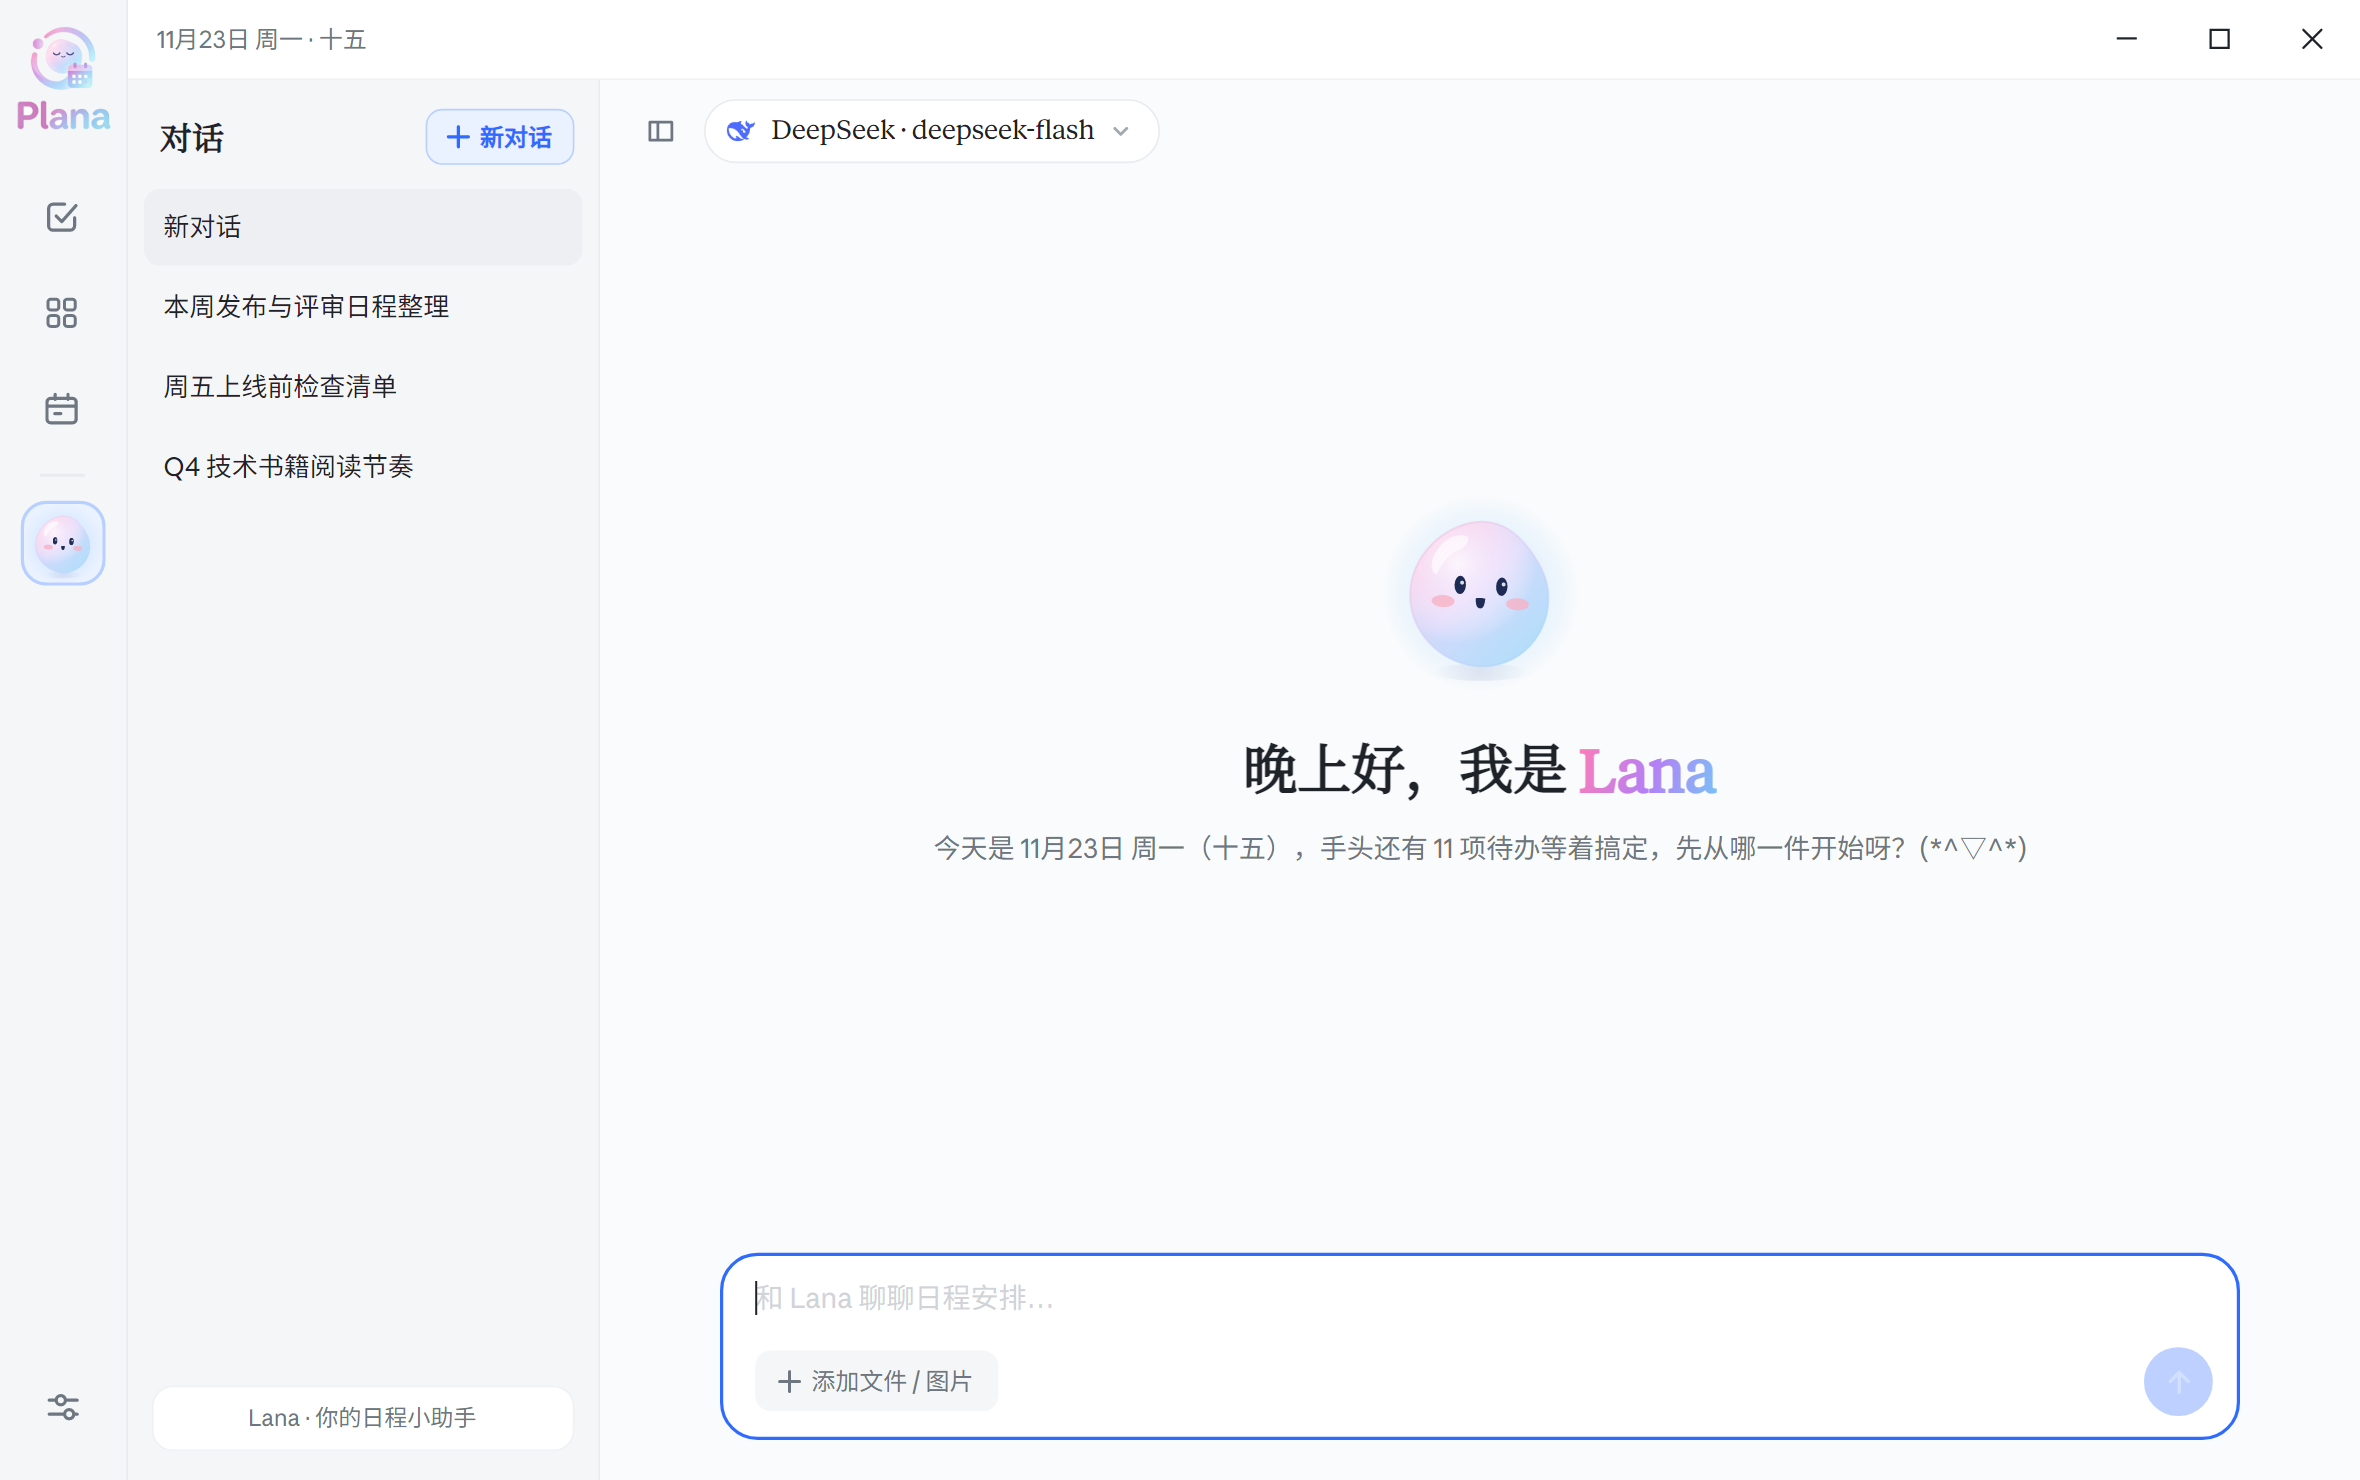 Plana
11月23日 周一 · 十五
对话
新对话
新对话
本周发布与评审日程整理
周五上线前检查清单
Q4 技术书籍阅读节奏
Lana · 你的日程小助手
DeepSeek · deepseek-flash
晚上好，我是 Lana
今天是 11月23日 周一（十五），手头还有 11 项待办等着搞定，先从哪一件开始呀？(*^▽^*)
和 Lana 聊聊日程安排...
添加文件 / 图片